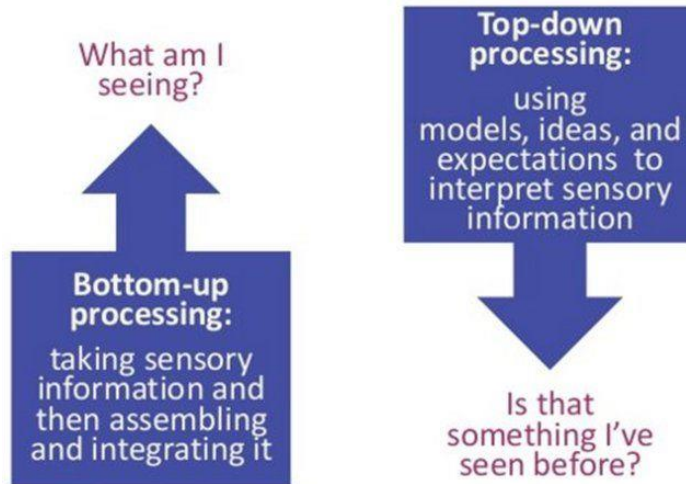 What am I
seeing?
Bottom-up
processing:
taking sensory
information and
then assembling
and integrating it
Top-down
processing:
using
models, ideas, and
expectations to
interpret sensory
information
Is that
something I've
seen before?